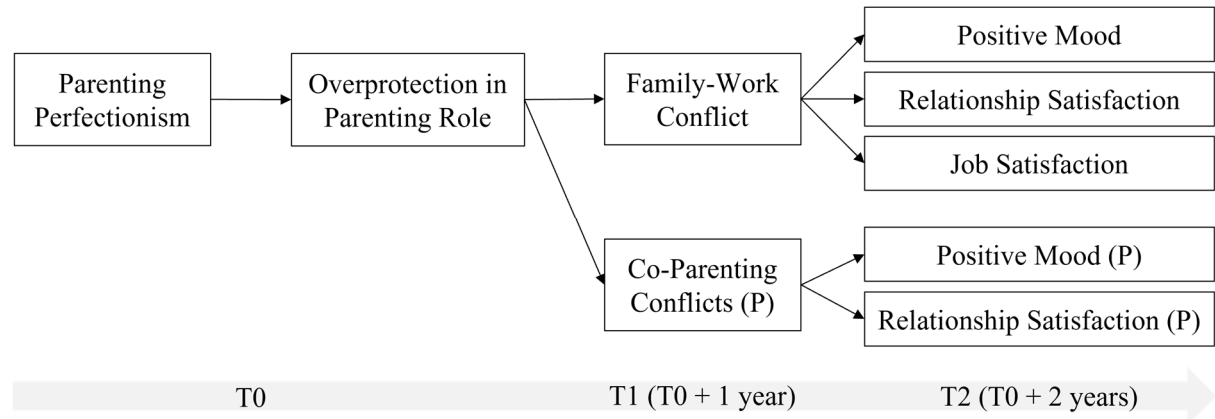 Parenting
Perfectionism
Overprotection in
Parenting Role
Family-Work
Conflict
Positive Mood
Relationship Satisfaction
Job Satisfaction
Co-Parenting
Conflicts (P)
Positive Mood (P)
Relationship Satisfaction (P)
T0
T1 (T0 + 1 year)
T2 (T0 + 2 years)